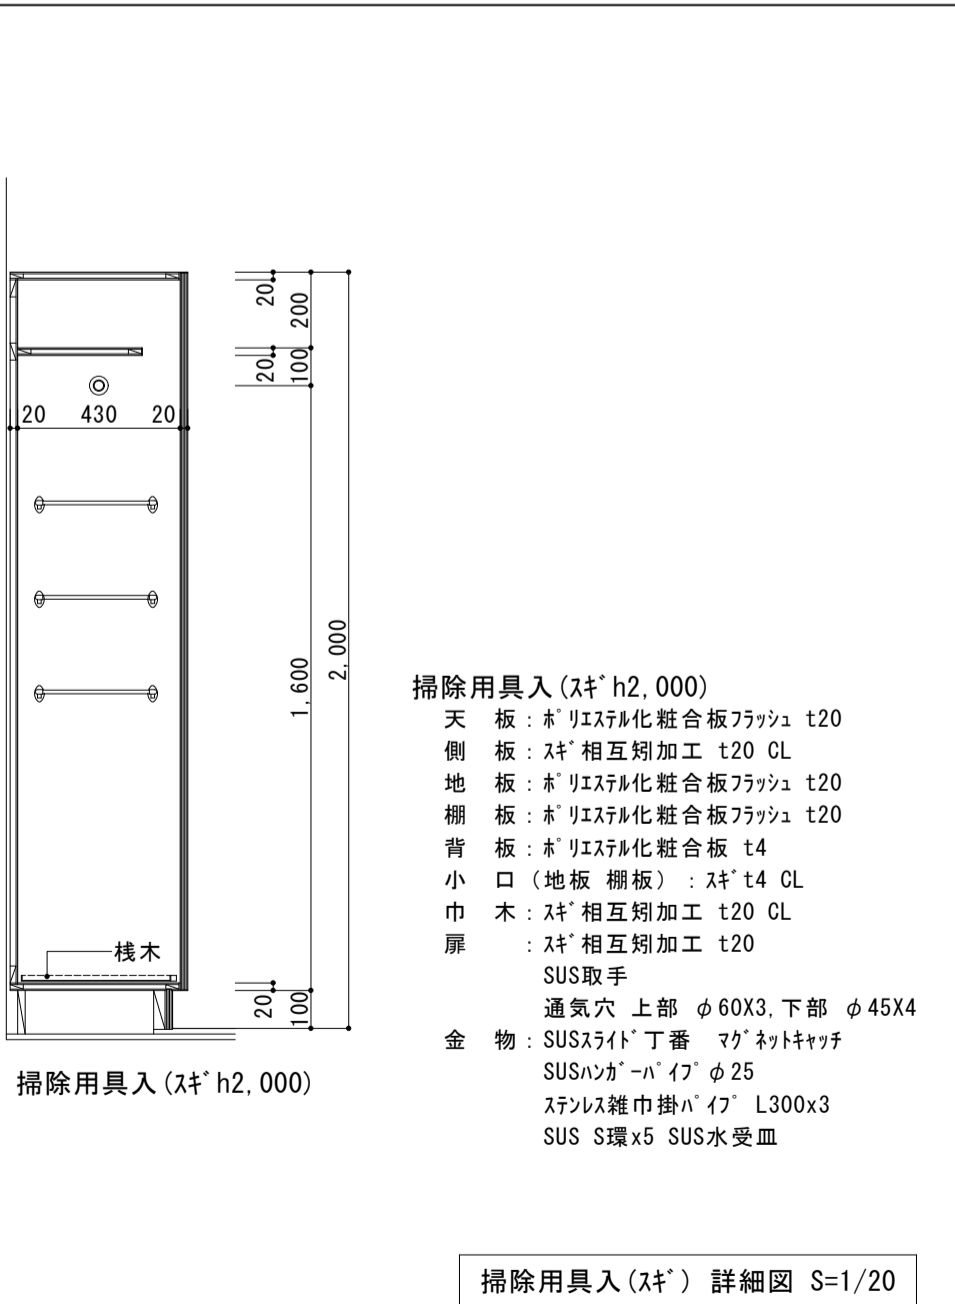 20
200
20
100
20 430 20
1,600
2,000
桟木
20
100
掃除用具入(ｽｷﾞh2,000)
掃除用具入(ｽｷﾞh2,000)
天 板:ﾎﾟﾘｴｽﾃﾙ化粧合板ﾌﾗｯｼｭ t20
側 板:ｽｷﾞ相互矧加工 t20 CL
地 板:ﾎﾟﾘｴｽﾃﾙ化粧合板ﾌﾗｯｼｭ t20
棚 板:ﾎﾟﾘｴｽﾃﾙ化粧合板ﾌﾗｯｼｭ t20
背 板:ﾎﾟﾘｴｽﾃﾙ化粧合板 t4
小 口(地板 棚板):ｽｷﾞt4 CL
巾 木:ｽｷﾞ相互矧加工 t20 CL
扉 :ｽｷﾞ相互矧加工 t20
SUS取手
通気穴 上部 φ60X3,下部 φ45X4
金 物:SUSｽﾗｲﾄﾞ丁番 ﾏｸﾞﾈｯﾄｷｬｯﾁ
SUSﾊﾝｶﾞｰﾊﾟｲﾌﾟφ25
ｽﾃﾝﾚｽ雑巾掛ﾊﾟｲﾌﾟ L300x3
SUS S環x5 SUS水受皿
掃除用具入(ｽｷﾞ) 詳細図 S=1/20